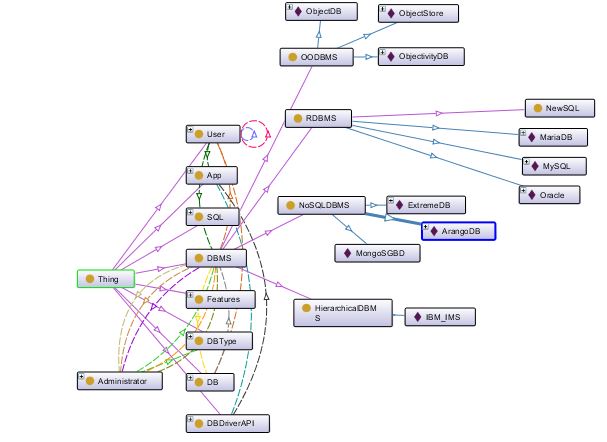 ObjectDB
ObjectStore
OODBMS
ObjectivityDB
NewSQL
RDBMS
User
MariaDB
MySQL
App
Oracle
NoSQLDBMS
ExtremeDB
SQL
ArangoDB
MongoSGBD
DBMS
Thing
Features
HierarchicalDBM
S
IBM_IMS
DBType
Administrator
DB
DBDriverAPI